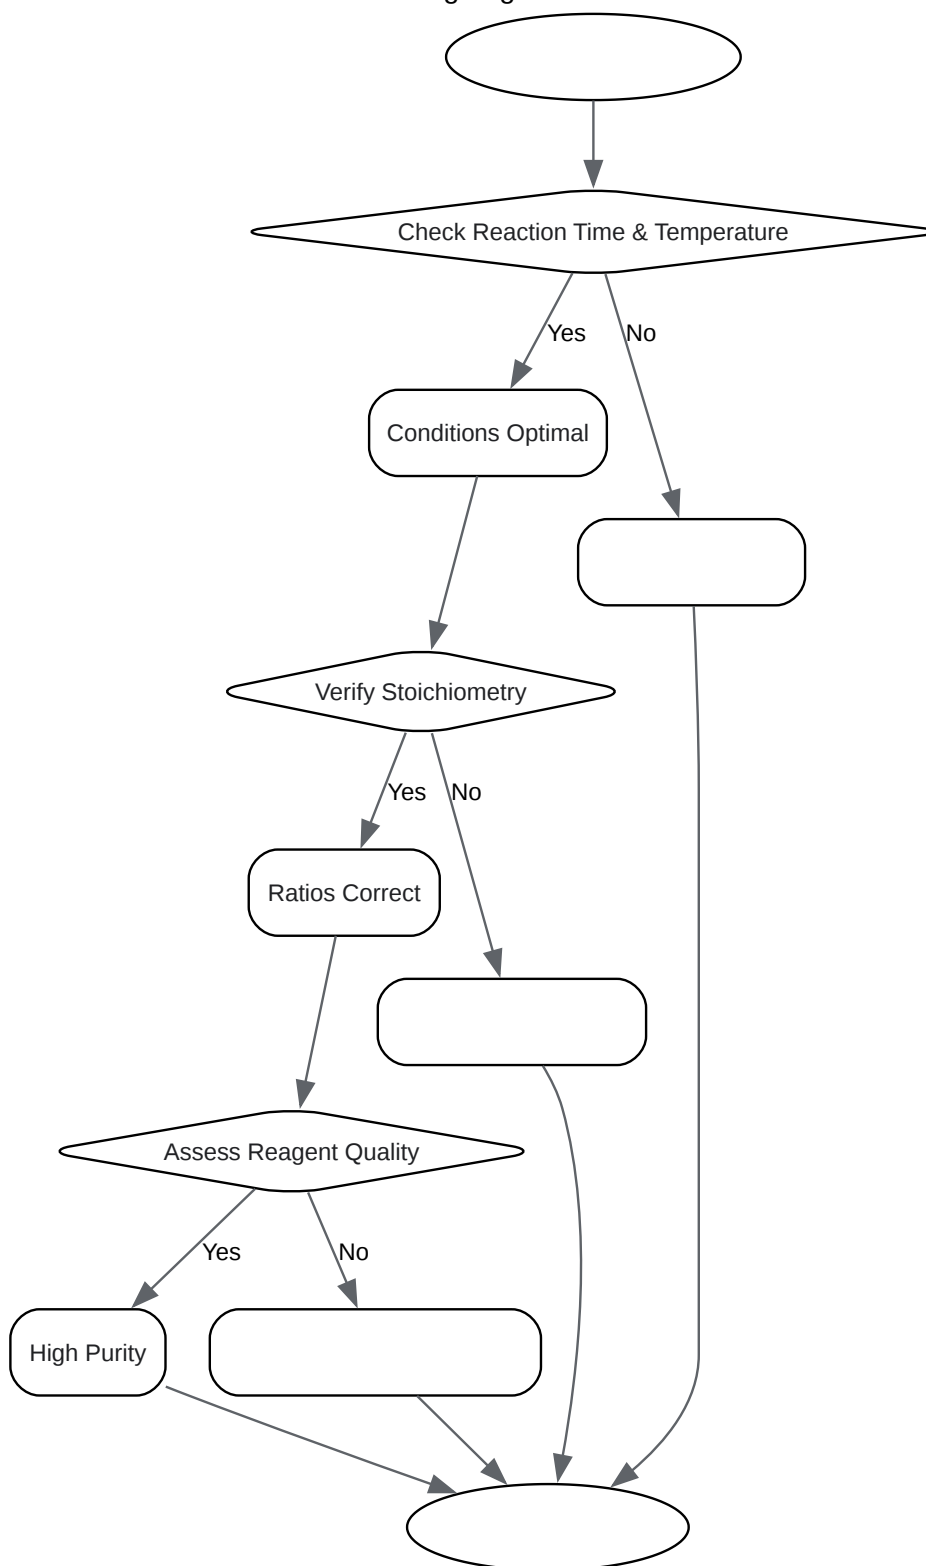 Check Reaction Time & Temperature
Yes
No
Conditions Optimal
Verify Stoichiometry
Yes
No
Ratios Correct
Assess Reagent Quality
Yes
No
High Purity